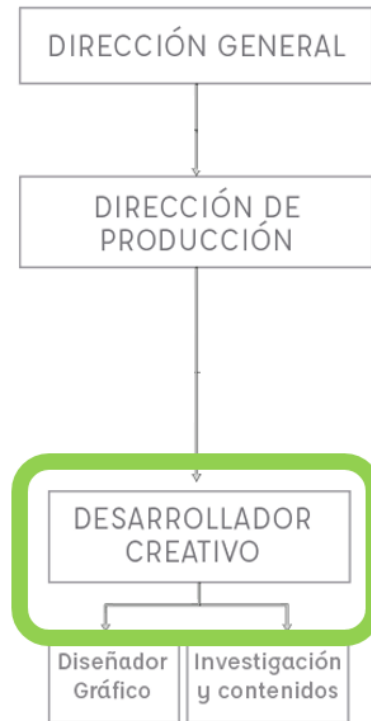 DIRECCIÓN GENERAL
DIRECCIÓN DE
PRODUCCIÓN
DESARROLLADOR
CREATIVO
Diseñador
Gráfico
Investigación
y contenidos